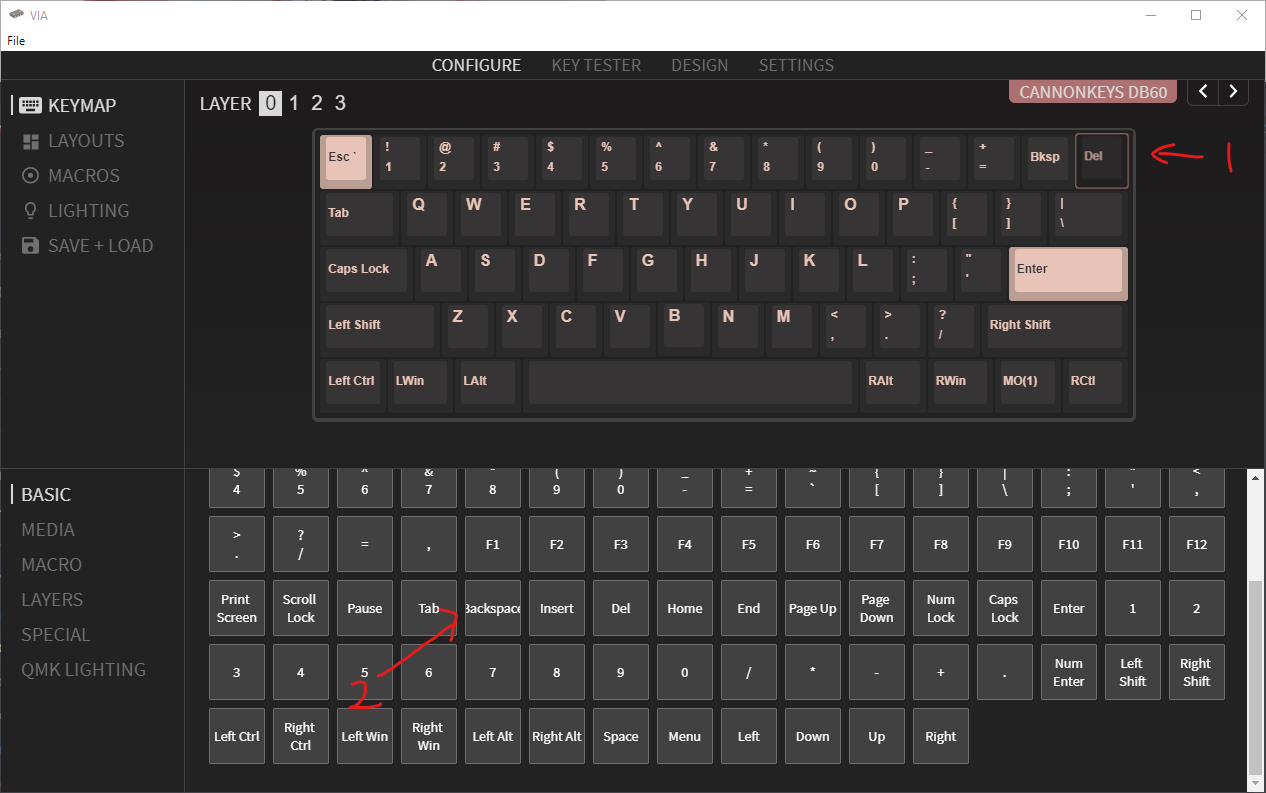 VIA
File
CONFIGURE KEY TESTER DESIGN SETTINGS
KEYMAP
LAYOUTS
MACROS
LIGHTING
SAVE + LOAD
LAYER 0 1 2 3
CANNONKEYS DB60
Esc ` ! 1 @ 2 # 3 $ 4 % 5 ^ 6 & 7 * 8 ( 9 ) 0 _ - + = Bksp Del
1
Tab Q W E R T Y U I O P { [ } ] | \
Caps Lock A S D F G H J K L : ; " ' Enter
Left Shift Z X C V B N M < , > . ? / Right Shift
Left Ctrl LWin LAlt RAlt RWin MO(1) RCtl
BASIC
MEDIA
MACRO
LAYERS
SPECIAL
QMK LIGHTING
$ 4 % 5 ^ 6 & 7 * 8 ( 9 ) 0 _ - + = ~ ` { [ } ] | \ : ; " ' < ,
> . ? / = , F1 F2 F3 F4 F5 F6 F7 F8 F9 F10 F11 F12
Print Screen Scroll Lock Pause Tab Backspace Insert Del Home End Page Up Page Down Num Lock Caps Lock Enter 1 2
3 4 5 6 7 8 9 0 / * - + . Num Enter Left Shift Right Shift
2
Left Ctrl Right Ctrl Left Win Right Win Left Alt Right Alt Space Menu Left Down Up Right